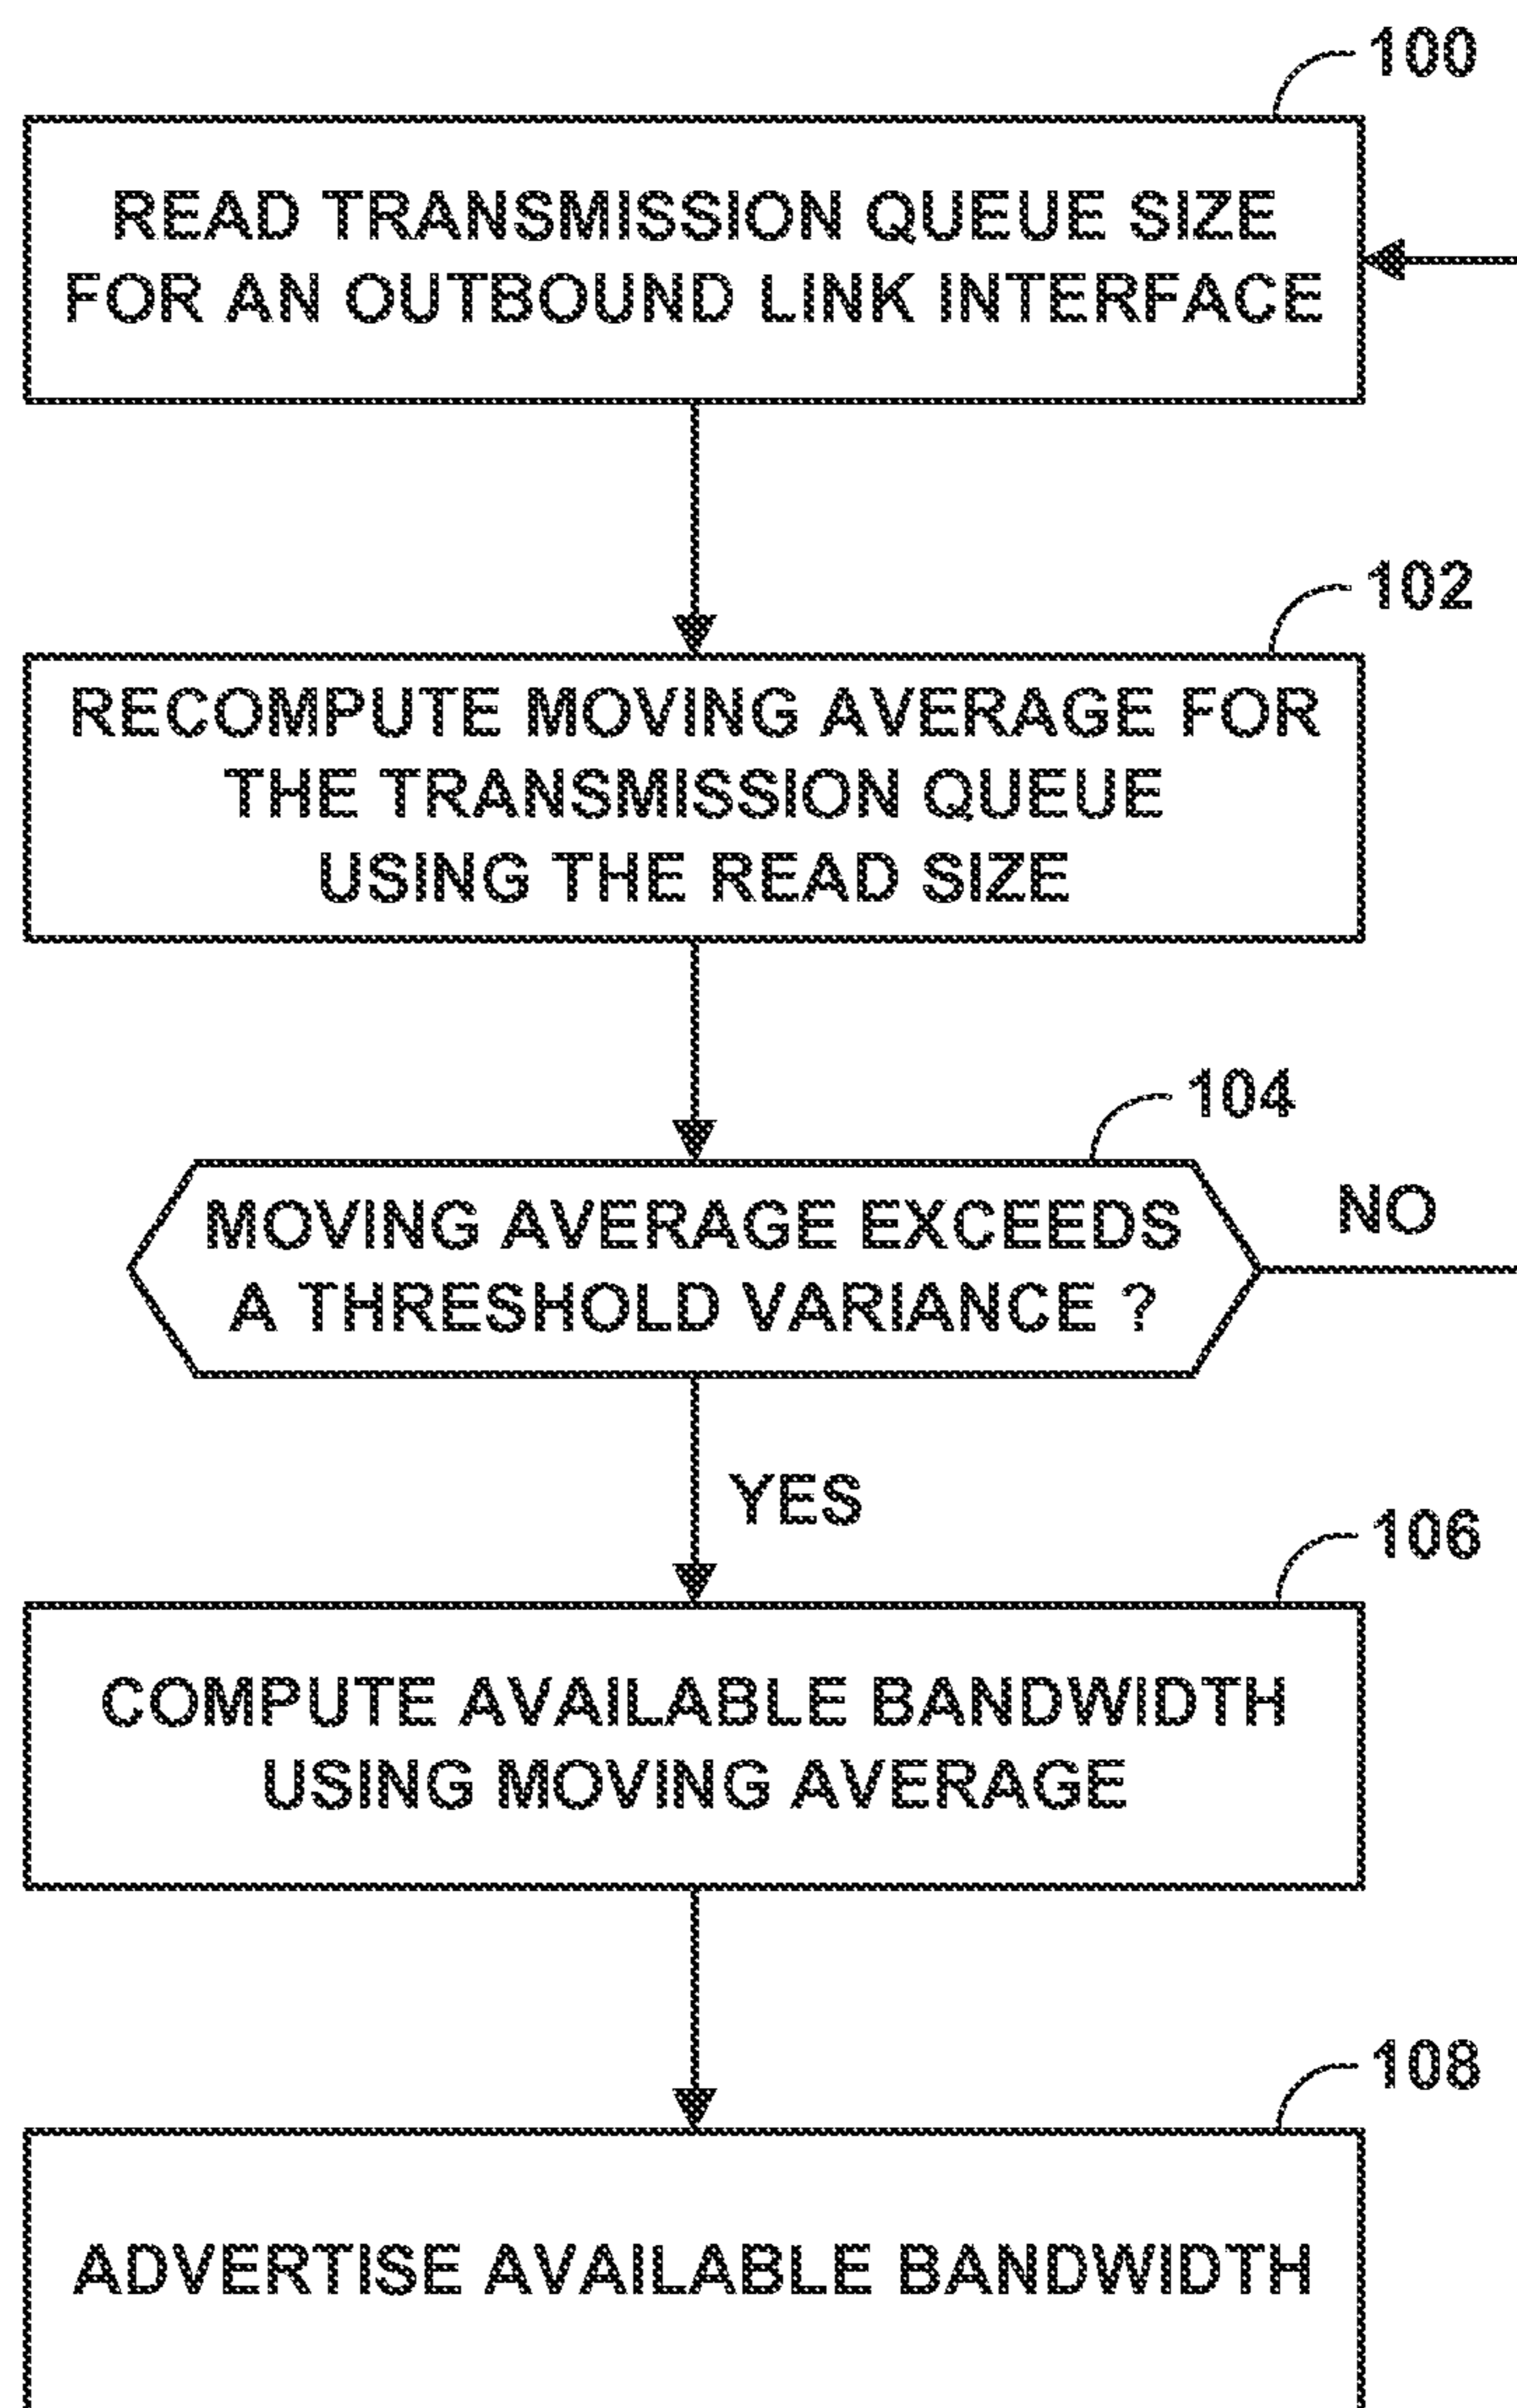 100
READ TRANSMISSION QUEUE SIZE
FOR AN OUTBOUND LINK INTERFACE
102
RECOMPUTE MOVING AVERAGE FOR
THE TRANSMISSION QUEUE
USING THE READ SIZE
104
MOVING AVERAGE EXCEEDS
A THRESHOLD VARIANCE ?
NO
YES
106
COMPUTE AVAILABLE BANDWIDTH
USING MOVING AVERAGE
108
ADVERTISE AVAILABLE BANDWIDTH